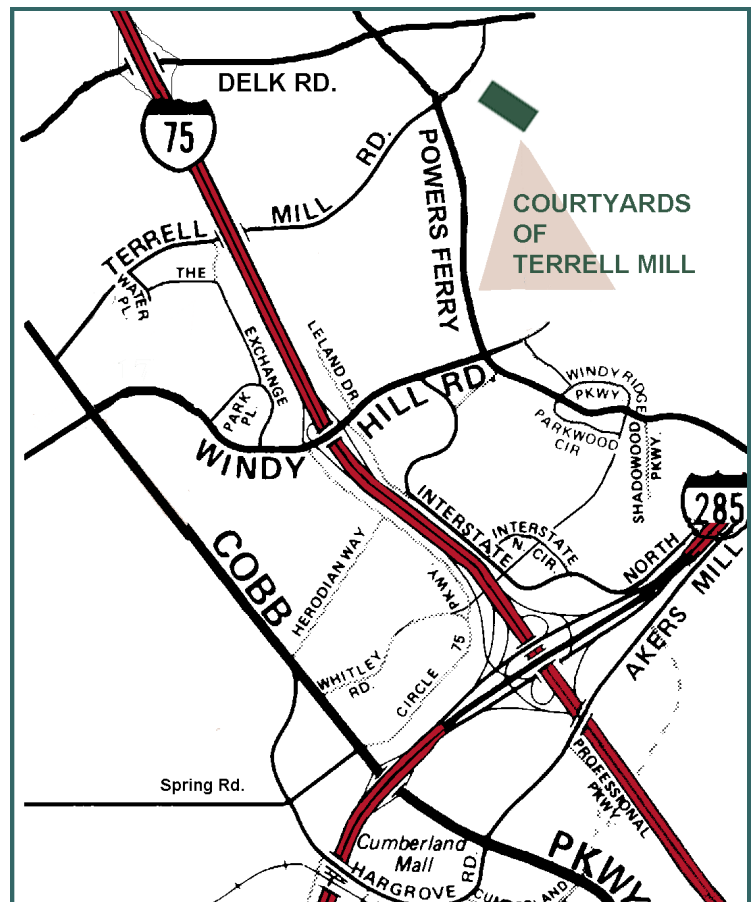 DELK RD.
75
TERRELL MILL RD.
POWERS FERRY
COURTYARDS
OF
TERRELL MILL
WATER
PL.
THE EXCHANGE
LELAND DR.
PARK
PL.
WINDY HILL RD.
WINDY RIDGE
PKWY
PARKWOOD
CIR
SHADOWOOD
PKWY
285
INTERSTATE NORTH
INTERSTATE
N. CIR.
COBB PKWY
HERODIAN WAY
WHITLEY
RD.
CIRCLE 75 PKWY
AKERS MILL RD.
PROFESSIONAL
PKWY
Spring Rd.
Cumberland
Mall
HARGROVE
CUMBERLAND